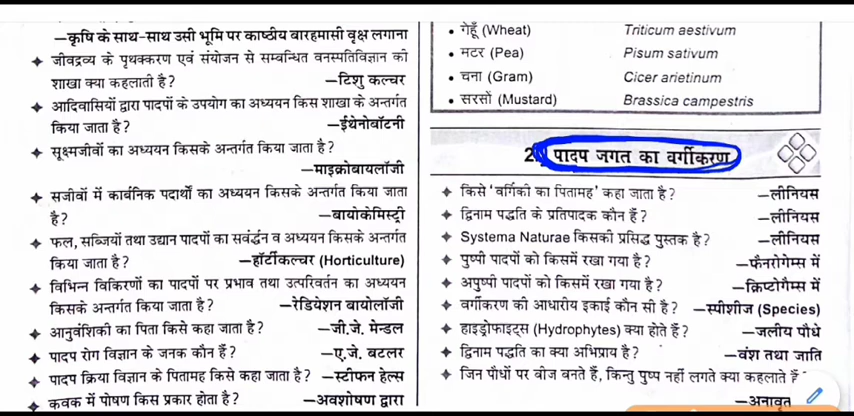 —कृषि के साथ-साथ उसी भूमि पर काष्ठीय बारहमासी वृक्ष लगाना
जीवद्रव्य के पृथक्करण एवं संयोजन से सम्बन्धित वनस्पतिविज्ञान की
शाखा क्या कहलाती है? —टिशु कल्चर
आदिवासियों द्वारा पादपों के उपयोग का अध्ययन किस शाखा के अन्तर्गत
किया जाता है? —ईथेनोबॉटनी
सूक्ष्मजीवों का अध्ययन किसके अन्तर्गत किया जाता है?
—माइक्रोबायलॉजी
सजीवों में कार्बनिक पदार्थों का अध्ययन किसके अन्तर्गत किया जाता
है? —बायोकेमिस्ट्री
फल, सब्जियों तथा उद्यान पादपों का सवंर्द्धन व अध्ययन किसके अन्तर्गत
किया जाता है? —हॉर्टीकल्चर (Horticulture)
विभिन्न विकिरणों का पादपों पर प्रभाव तथा उत्परिवर्तन का अध्ययन
किसके अन्तर्गत किया जाता है? —रेडियेशन बायोलॉजी
आनुवंशिकी का पिता किसे कहा जाता है? —जी.जे. मेन्डल
पादप रोग विज्ञान के जनक कौन हैं? —ए.जे. बटलर
पादप क्रिया विज्ञान के पितामह किसे कहा जाता है? —स्टीफन हेल्स
कवक में पोषण किस प्रकार होता है? —अवशोषण द्वारा
• गेहूँ (Wheat) Triticum aestivum
• मटर (Pea) Pisum sativum
• चना (Gram) Cicer arietinum
• सरसों (Mustard) Brassica campestris
2 पादप जगत का वर्गीकरण
किसे 'वर्गिकी का पितामह' कहा जाता है? —लीनियस
द्विनाम पद्धति के प्रतिपादक कौन हैं? —लीनियस
Systema Naturae किसकी प्रसिद्ध पुस्तक है? —लीनियस
पुष्पी पादपों को किसमें रखा गया है? —फैनरोगेम्स में
अपुष्पी पादपों को किसमें रखा गया है? —क्रिप्टोगैम्स में
वर्गीकरण की आधारीय इकाई कौन सी है? —स्पीशीज (Species)
हाइड्रोफाइट्स (Hydrophytes) क्या होते हैं? —जलीय पौधे
द्विनाम पद्धति का क्या अभिप्राय है? —वंश तथा जाति
जिन पौधों पर बीज बनते हैं, किन्तु पुष्प नहीं लगते क्या कहलाते हैं
—अनावृत